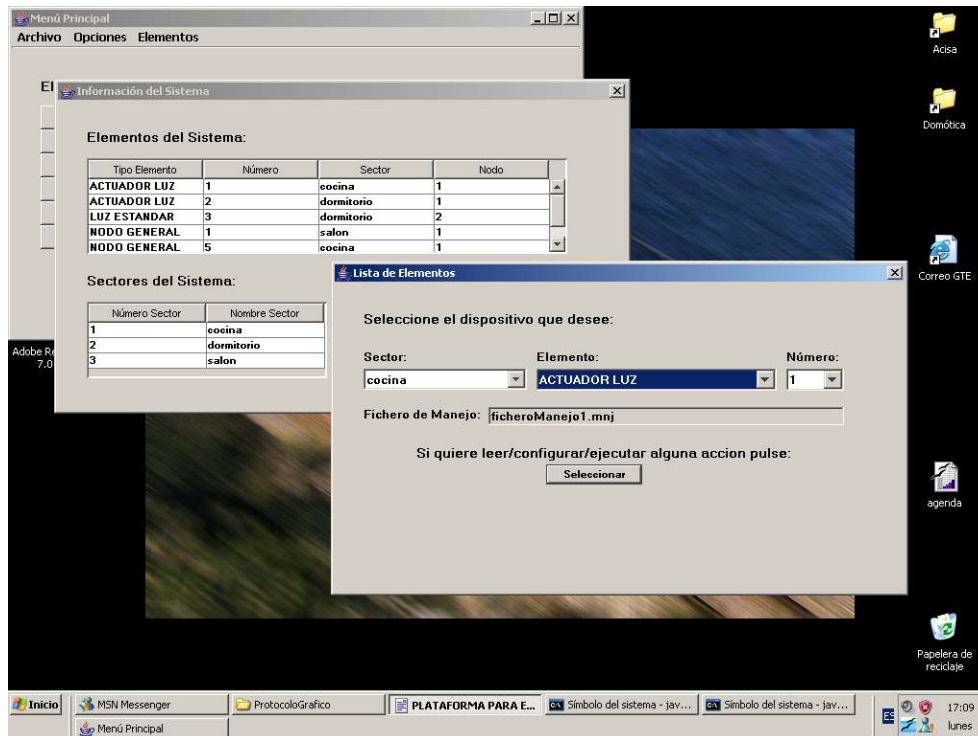 Menú Principal
Archivo Opciones Elementos
El
Información del Sistema
Elementos del Sistema:
Tipo Elemento Número Sector Nodo
ACTUADOR LUZ 1 cocina 1
ACTUADOR LUZ 2 dormitorio 1
LUZ ESTANDAR 3 dormitorio 2
NODO GENERAL 1 salon 1
NODO GENERAL 5 cocina 1
Sectores del Sistema:
Número Sector Nombre Sector
1 cocina
2 dormitorio
3 salon
Lista de Elementos
Seleccione el dispositivo que desee:
Sector: Elemento: Número:
cocina ACTUADOR LUZ 1
Fichero de Manejo: ficheroManejo1.mnj
Si quiere leer/configurar/ejecutar alguna accion pulse:
Seleccionar
Adobe Re
7.0
Acisa
Domótica
Correo GTE
agenda
Papelera de
reciclaje
Inicio MSN Messenger ProtocoloGrafico PLATAFORMA PARA E... Símbolo del sistema - jav... Símbolo del sistema - jav... ES 17:09
Menú Principal lunes